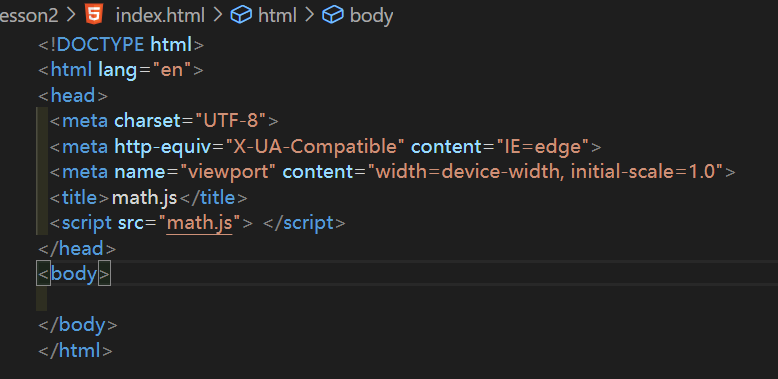 esson2 > index.html > html > body
<!DOCTYPE html>
<html lang="en">
<head>
<meta charset="UTF-8">
<meta http-equiv="X-UA-Compatible" content="IE=edge">
<meta name="viewport" content="width=device-width, initial-scale=1.0">
<title>math.js</title>
<script src="math.js"> </script>
</head>
<body>
</body>
</html>